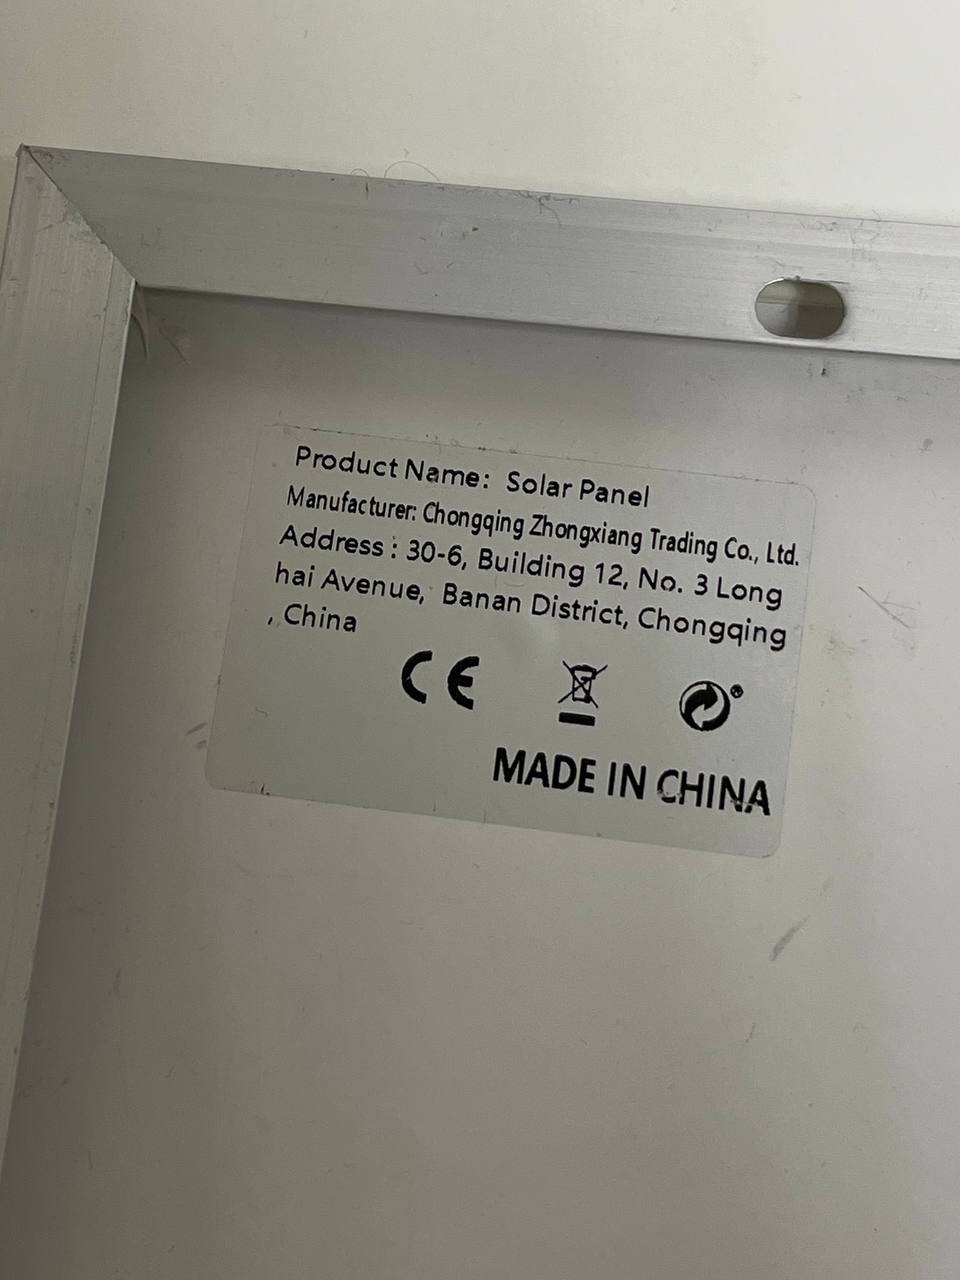 Product Name: Solar Panel
Manufacturer: Chongqing Zhongxiang Trading Co., Ltd.
Address : 30-6, Building 12, No. 3 Long
hai Avenue, Banan District, Chongqing
, China
CE
MADE IN CHINA